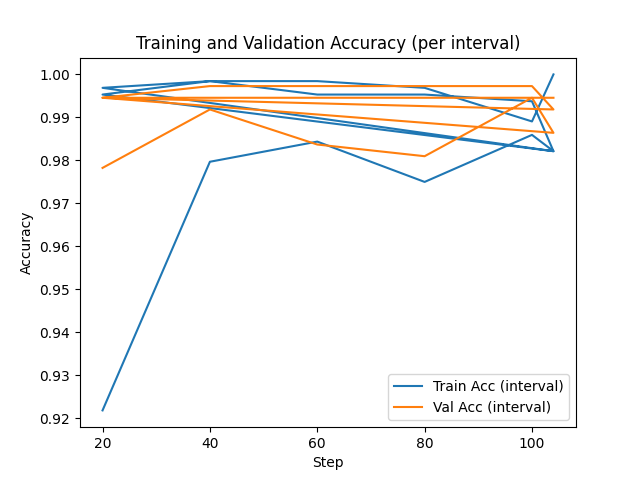 Training and Validation Accuracy (per interval)
1.00
0.99
0.98
0.97
0.96
0.95
0.94
0.93
0.92
Accuracy
20 40 60 80 100
Step
Train Acc (interval)
Val Acc (interval)